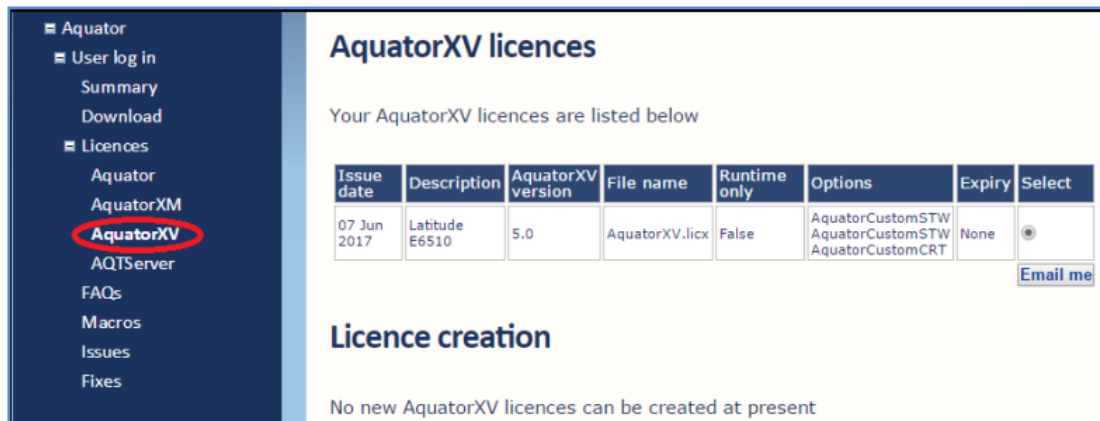 Aquator
User log in
Summary
Download
Licences
Aquator
AquatorXM
AquatorXV
AQTServer
FAQs
Macros
Issues
Fixes
AquatorXV licences
Your AquatorXV licences are listed below
Issue date Description AquatorXV version File name Runtime only Options Expiry Select
07 Jun 2017 Latitude E6510 5.0 AquatorXV.licx False AquatorCustomSTW AquatorCustomSTW AquatorCustomCRT None
Email me
Licence creation
No new AquatorXV licences can be created at present